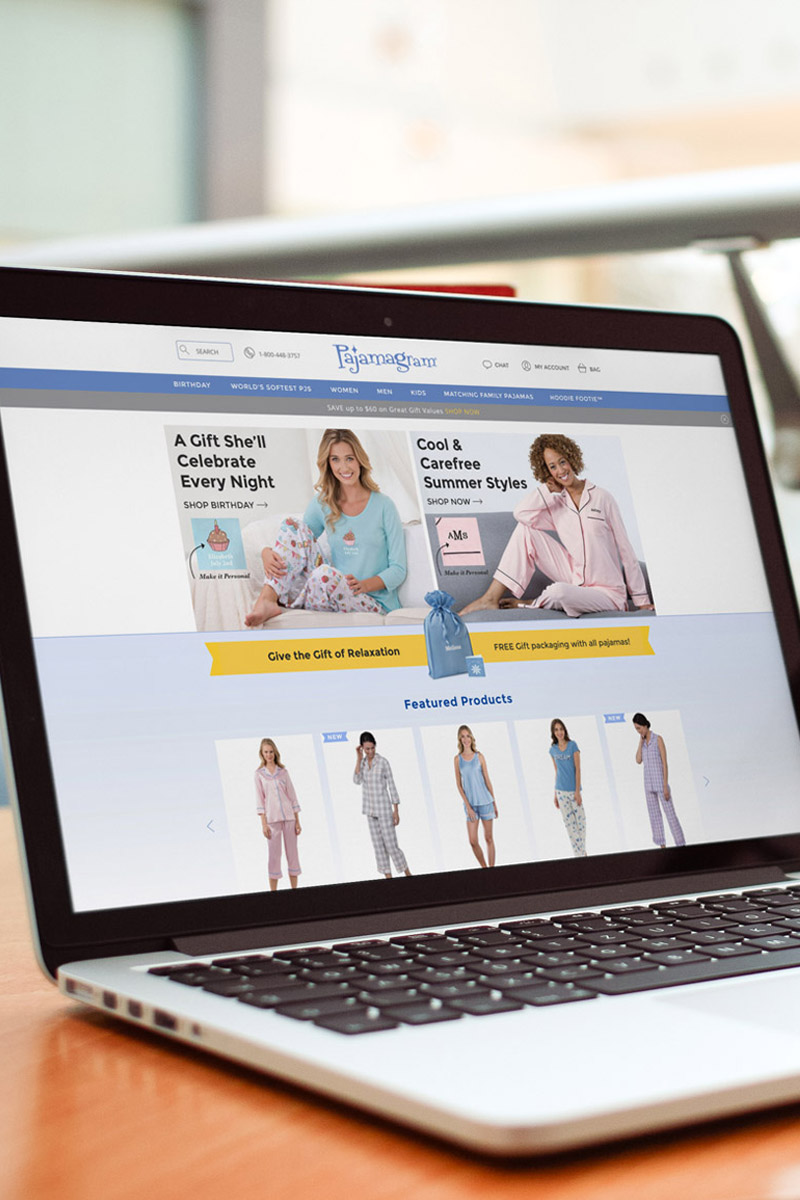 SEARCH
1-800-448-3757
Pajamagram
CHAT
MY ACCOUNT
BAG
BIRTHDAY
WORLD'S SOFTEST PJS
WOMEN
MEN
KIDS
MATCHING FAMILY PAJAMAS
HOODIE FOOTIE™
SAVE up to $60 on Great Gift Values SHOP NOW
A Gift She'll
Celebrate
Every Night
SHOP BIRTHDAY
Make it Personal
Cool &
Carefree
Summer Styles
SHOP NOW
AMS
Make it Personal
Give the Gift of Relaxation
FREE Gift packaging with all pajamas!
Featured Products
NEW
NEW